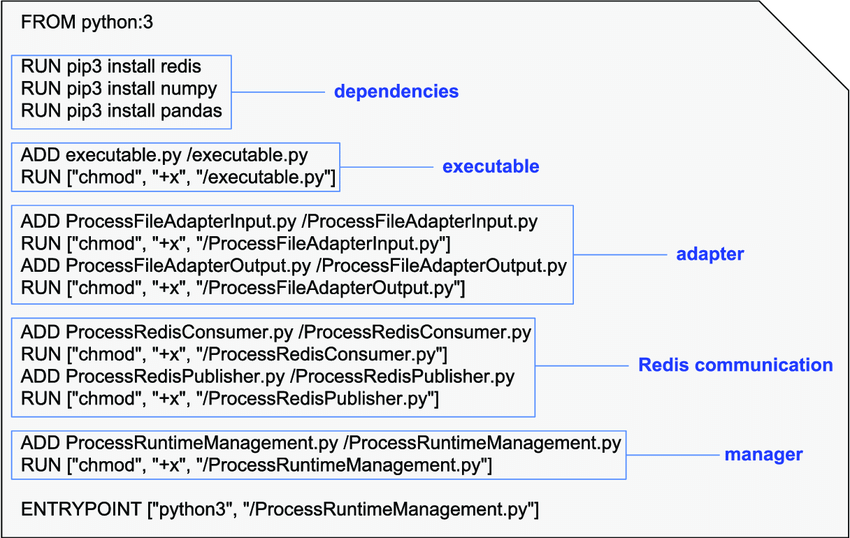 FROM python:3
RUN pip3 install redis
RUN pip3 install numpy
RUN pip3 install pandas
dependencies
ADD executable.py /executable.py
RUN ["chmod", "+x", "/executable.py"]
executable
ADD ProcessFileAdapterInput.py /ProcessFileAdapterInput.py
RUN ["chmod", "+x", "/ProcessFileAdapterInput.py"]
ADD ProcessFileAdapterOutput.py /ProcessFileAdapterOutput.py
RUN ["chmod", "+x", "/ProcessFileAdapterOutput.py"]
adapter
ADD ProcessRedisConsumer.py /ProcessRedisConsumer.py
RUN ["chmod", "+x", "/ProcessRedisConsumer.py"]
ADD ProcessRedisPublisher.py /ProcessRedisPublisher.py
RUN ["chmod", "+x", "/ProcessRedisPublisher.py"]
Redis communication
ADD ProcessRuntimeManagement.py /ProcessRuntimeManagement.py
RUN ["chmod", "+x", "/ProcessRuntimeManagement.py"]
manager
ENTRYPOINT ["python3", "/ProcessRuntimeManagement.py"]